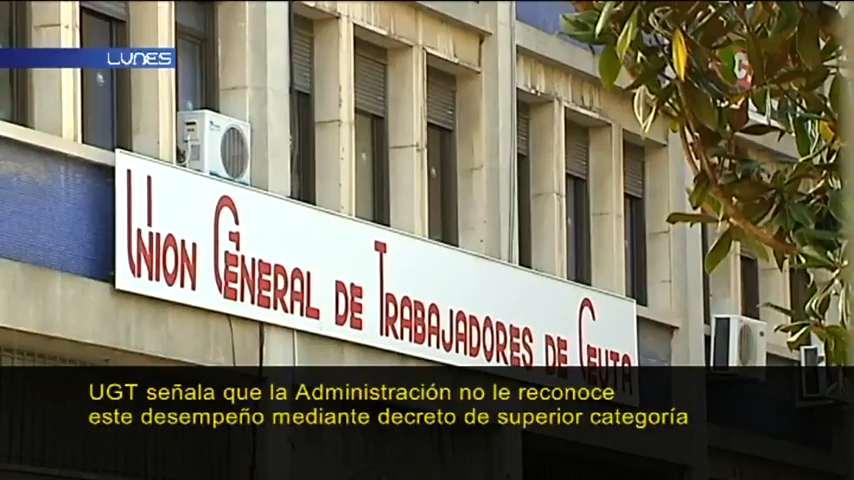 LUNES
UNION GENERAL DE TRABAJADORES DE CEUTA
UGT señala que la Administración no le reconoce
este desempeño mediante decreto de superior categoría